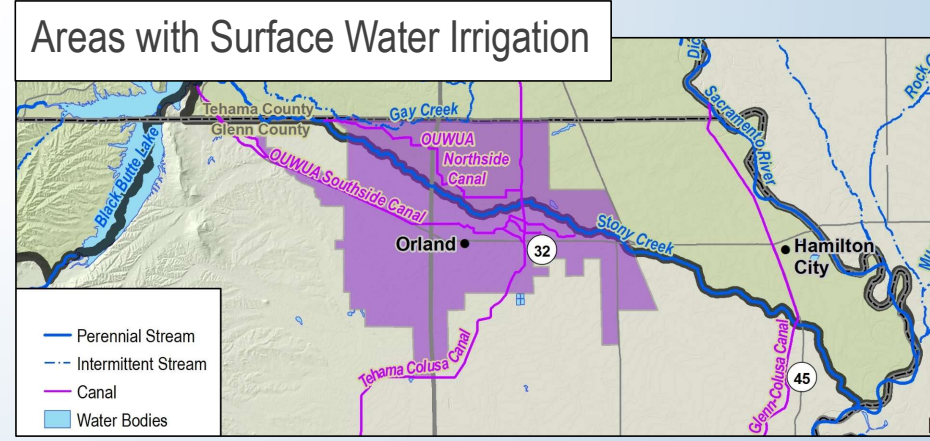 Areas with Surface Water Irrigation
Tehama County
Glenn County
Gay Creek
Black Butte Lake
OUWUA
Northside
Canal
OUWUA Southside Canal
Sacramento River
Rock
Orland
32
Stony Creek
Hamilton
City
Tehama Colusa Canal
Glenn-Colusa Canal
45
Perennial Stream
Intermittent Stream
Canal
Water Bodies